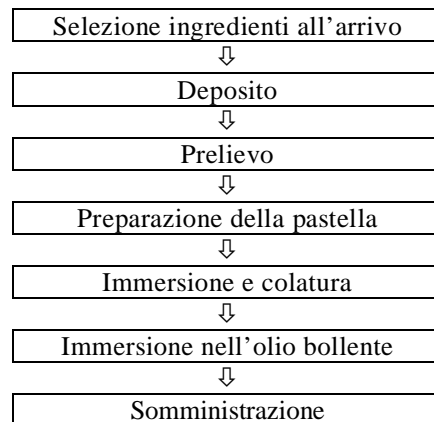 Selezione ingredienti all’arrivo
⇩
Deposito
⇩
Prelievo
⇩
Preparazione della pastella
⇩
Immersione e colatura
⇩
Immersione nell’olio bollente
⇩
Somministrazione